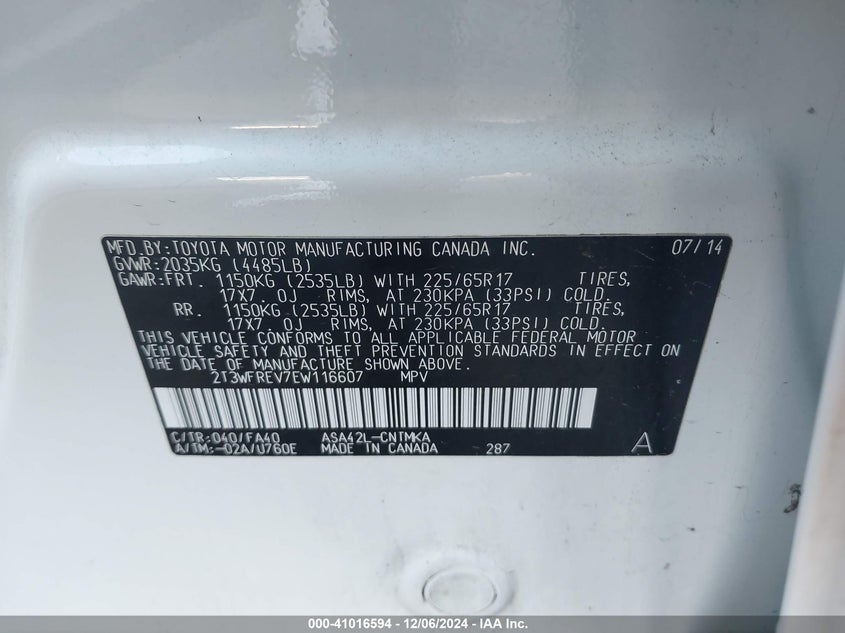 MFD.BY:TOYOTA MOTOR MANUFACTURING CANADA INC. 07/14
GVWR:2035KG (4485LB)
GAWR:FRT. 1150KG (2535LB) WITH 225/65R17 TIRES,
17X7.0J RIMS, AT 230KPA (33PSI) COLD.
RR. 1150KG (2535LB) WITH 225/65R17 TIRES,
17X7.0J RIMS, AT 230KPA (33PSI) COLD.
THIS VEHICLE CONFORMS TO ALL APPLICABLE FEDERAL MOTOR
VEHICLE SAFETY AND THEFT PREVENTION STANDARDS IN EFFECT ON
THE DATE OF MANUFACTURE SHOWN ABOVE.
2T3WFREV7EW116607 MPV
C/TR:040/FA40 ASA42L-CNTMKA
A/TM:-02A/U760E MADE IN CANADA 287 A
000-41016594 - 12/06/2024 - IAA Inc.